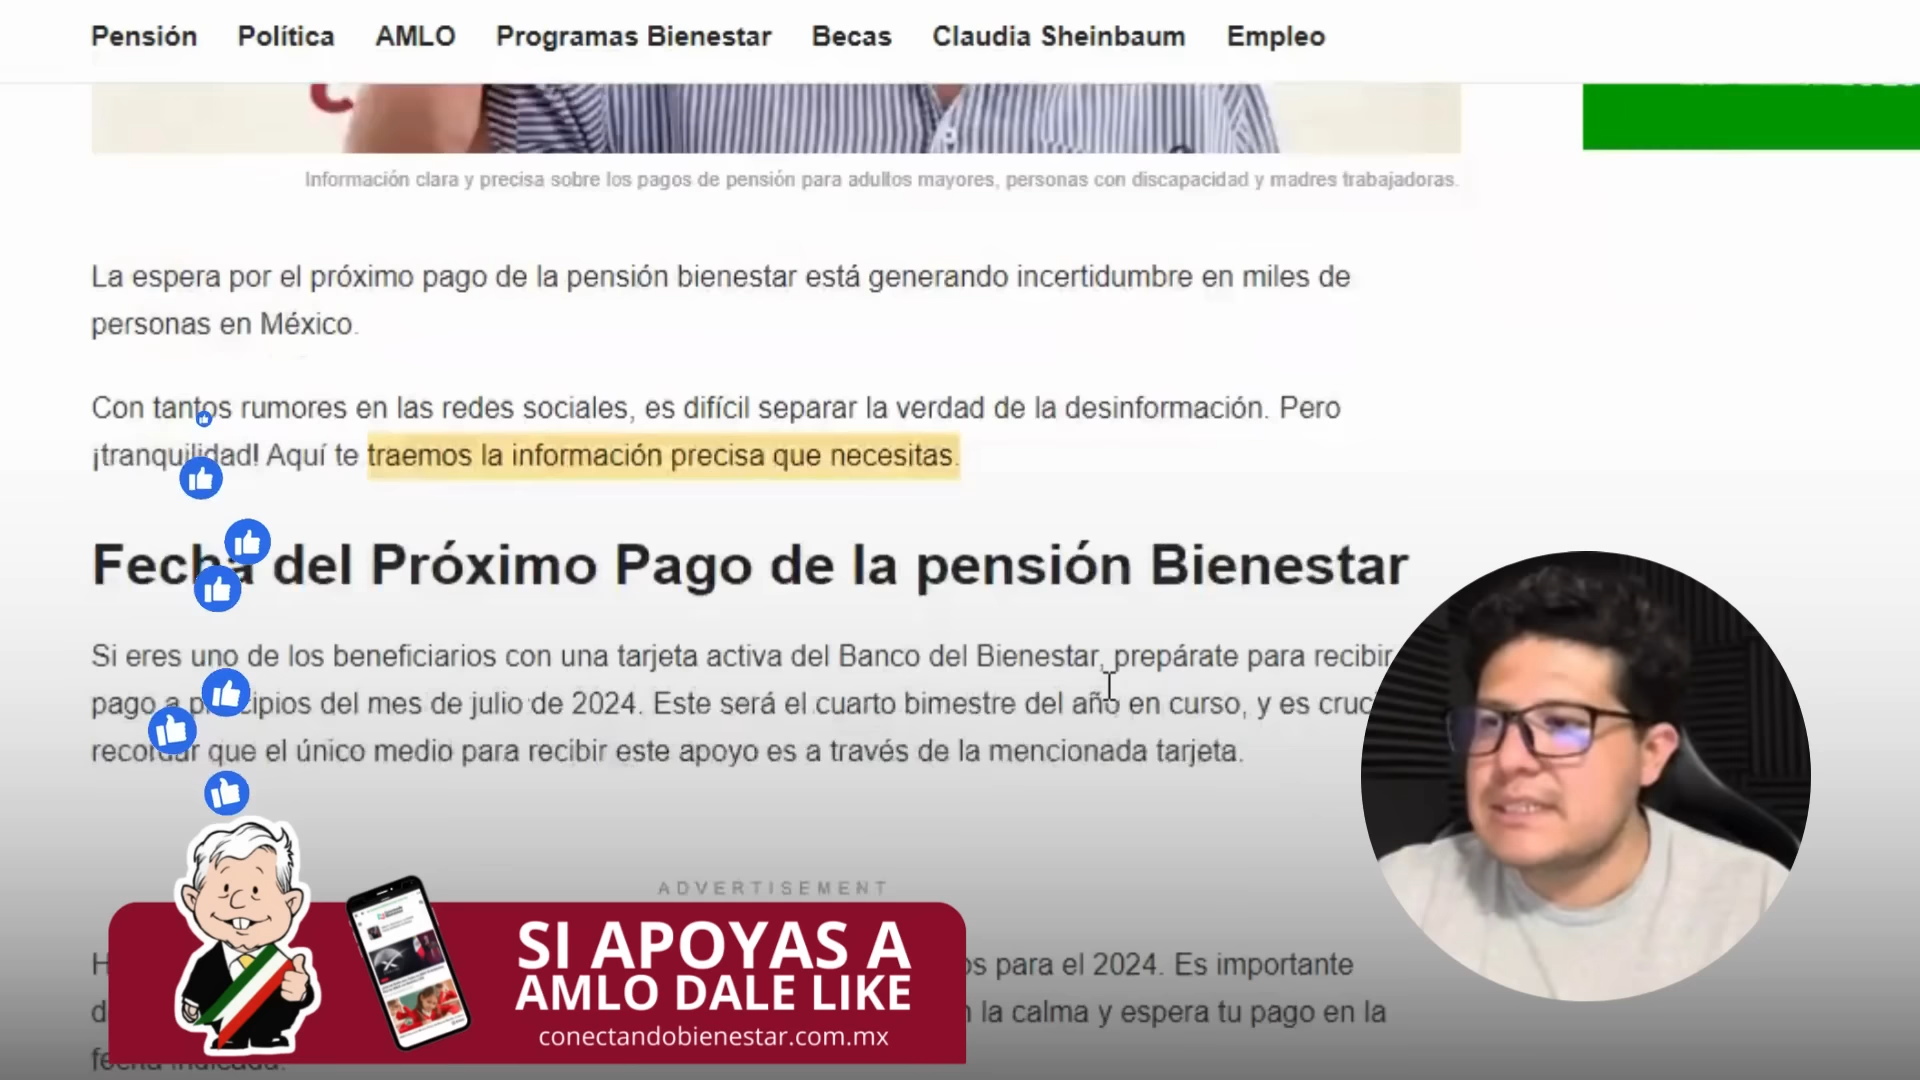 Pensión Política AMLO Programas Bienestar Becas Claudia Sheinbaum Empleo
Información clara y precisa sobre los pagos de pensión para adultos mayores, personas con discapacidad y madres trabajadoras.
La espera por el próximo pago de la pensión bienestar está generando incertidumbre en miles de
personas en México.
Con tantos rumores en las redes sociales, es difícil separar la verdad de la desinformación. Pero
¡tranquilidad! Aquí te traemos la información precisa que necesitas.
Fecha del Próximo Pago de la pensión Bienestar
Si eres uno de los beneficiarios con una tarjeta activa del Banco del Bienestar, prepárate para recibir
pago a principios del mes de julio de 2024. Este será el cuarto bimestre del año en curso, y es
recordar que el único medio para recibir este apoyo es a través de la mencionada tarjeta.
ADVERTISEMENT
para el 2024. Es importante
la calma y espera tu pago en la
fecha indicada.
SI APOYAS A
AMLO DALE LIKE
conectandobienestar.com.mx